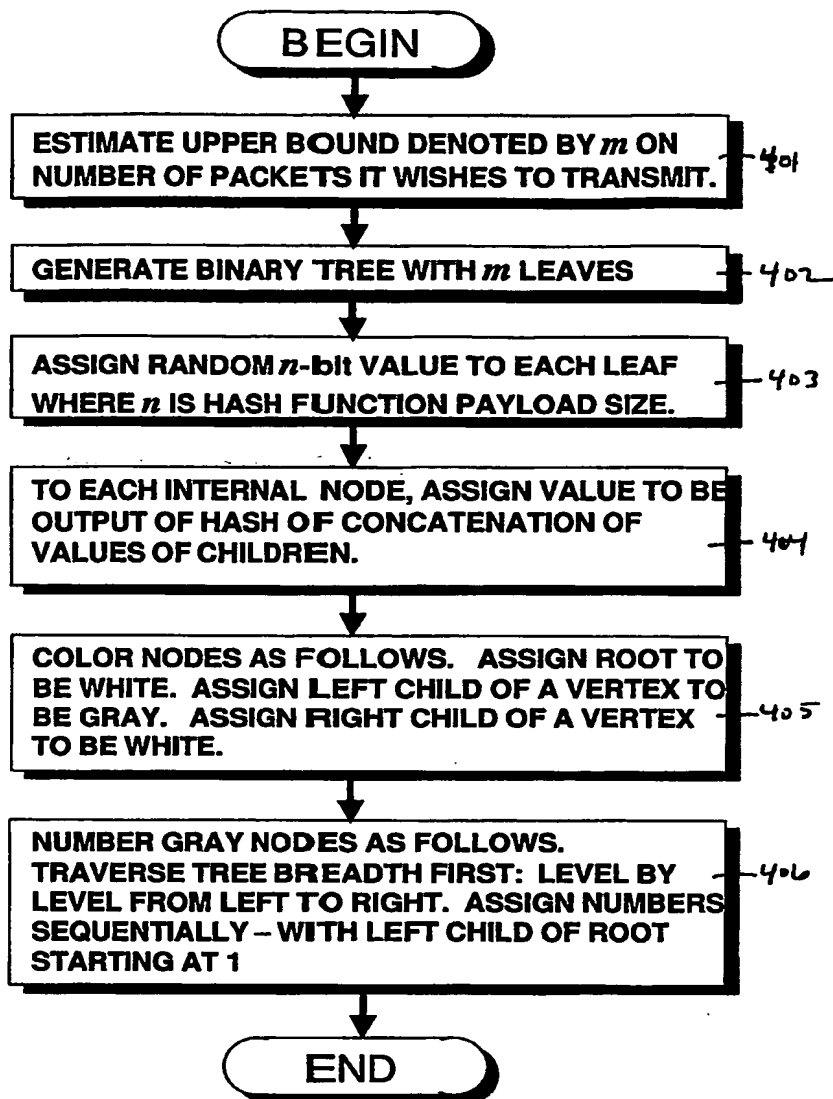 BEGIN
ESTIMATE UPPER BOUND DENOTED BY m ON
NUMBER OF PACKETS IT WISHES TO TRANSMIT.
401
GENERATE BINARY TREE WITH m LEAVES
402
ASSIGN RANDOM n-bit VALUE TO EACH LEAF
WHERE n IS HASH FUNCTION PAYLOAD SIZE.
403
TO EACH INTERNAL NODE, ASSIGN VALUE TO BE
OUTPUT OF HASH OF CONCATENATION OF
VALUES OF CHILDREN.
404
COLOR NODES AS FOLLOWS. ASSIGN ROOT TO
BE WHITE. ASSIGN LEFT CHILD OF A VERTEX TO
BE GRAY. ASSIGN RIGHT CHILD OF A VERTEX
TO BE WHITE.
405
NUMBER GRAY NODES AS FOLLOWS.
TRAVERSE TREE BREADTH FIRST: LEVEL BY
LEVEL FROM LEFT TO RIGHT. ASSIGN NUMBERS
SEQUENTIALLY – WITH LEFT CHILD OF ROOT
STARTING AT 1
406
END